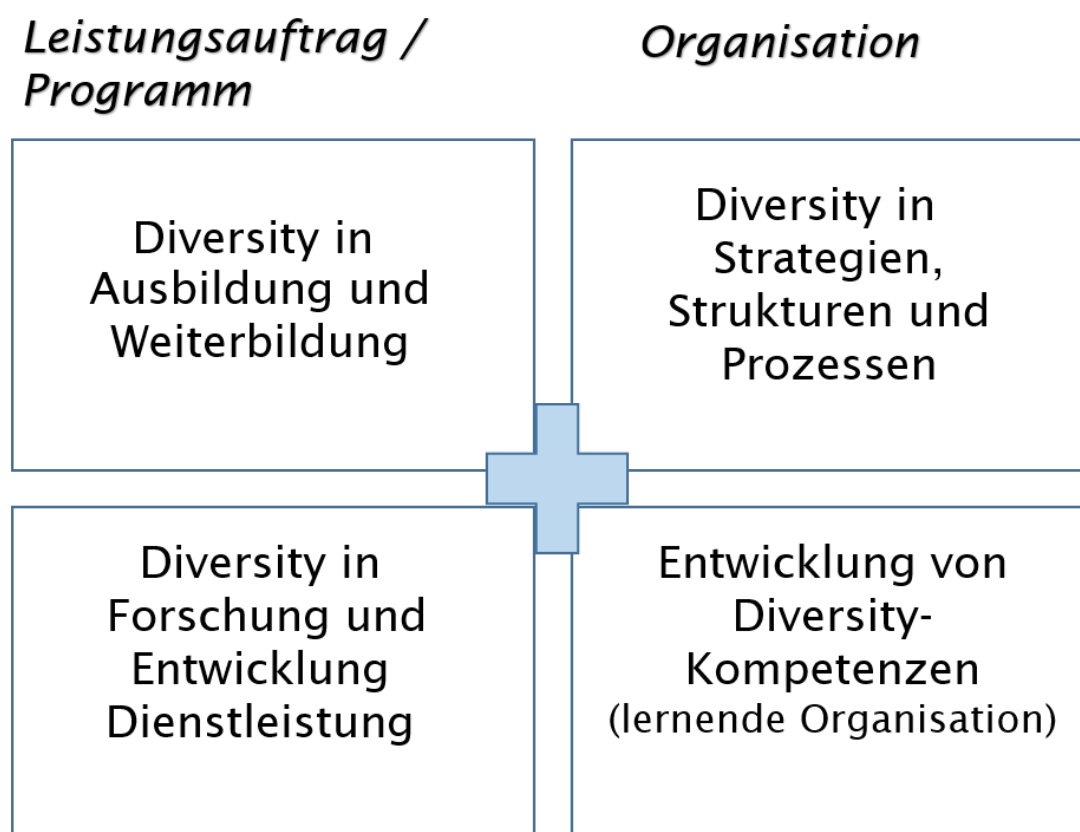 Leistungsauftrag /
Programm
Organisation
Diversity in
Ausbildung und
Weiterbildung
Diversity in
Strategien,
Strukturen und
Prozessen
Diversity in
Forschung und
Entwicklung
Dienstleistung
Entwicklung von
Diversity-
Kompetenzen
(lernende Organisation)